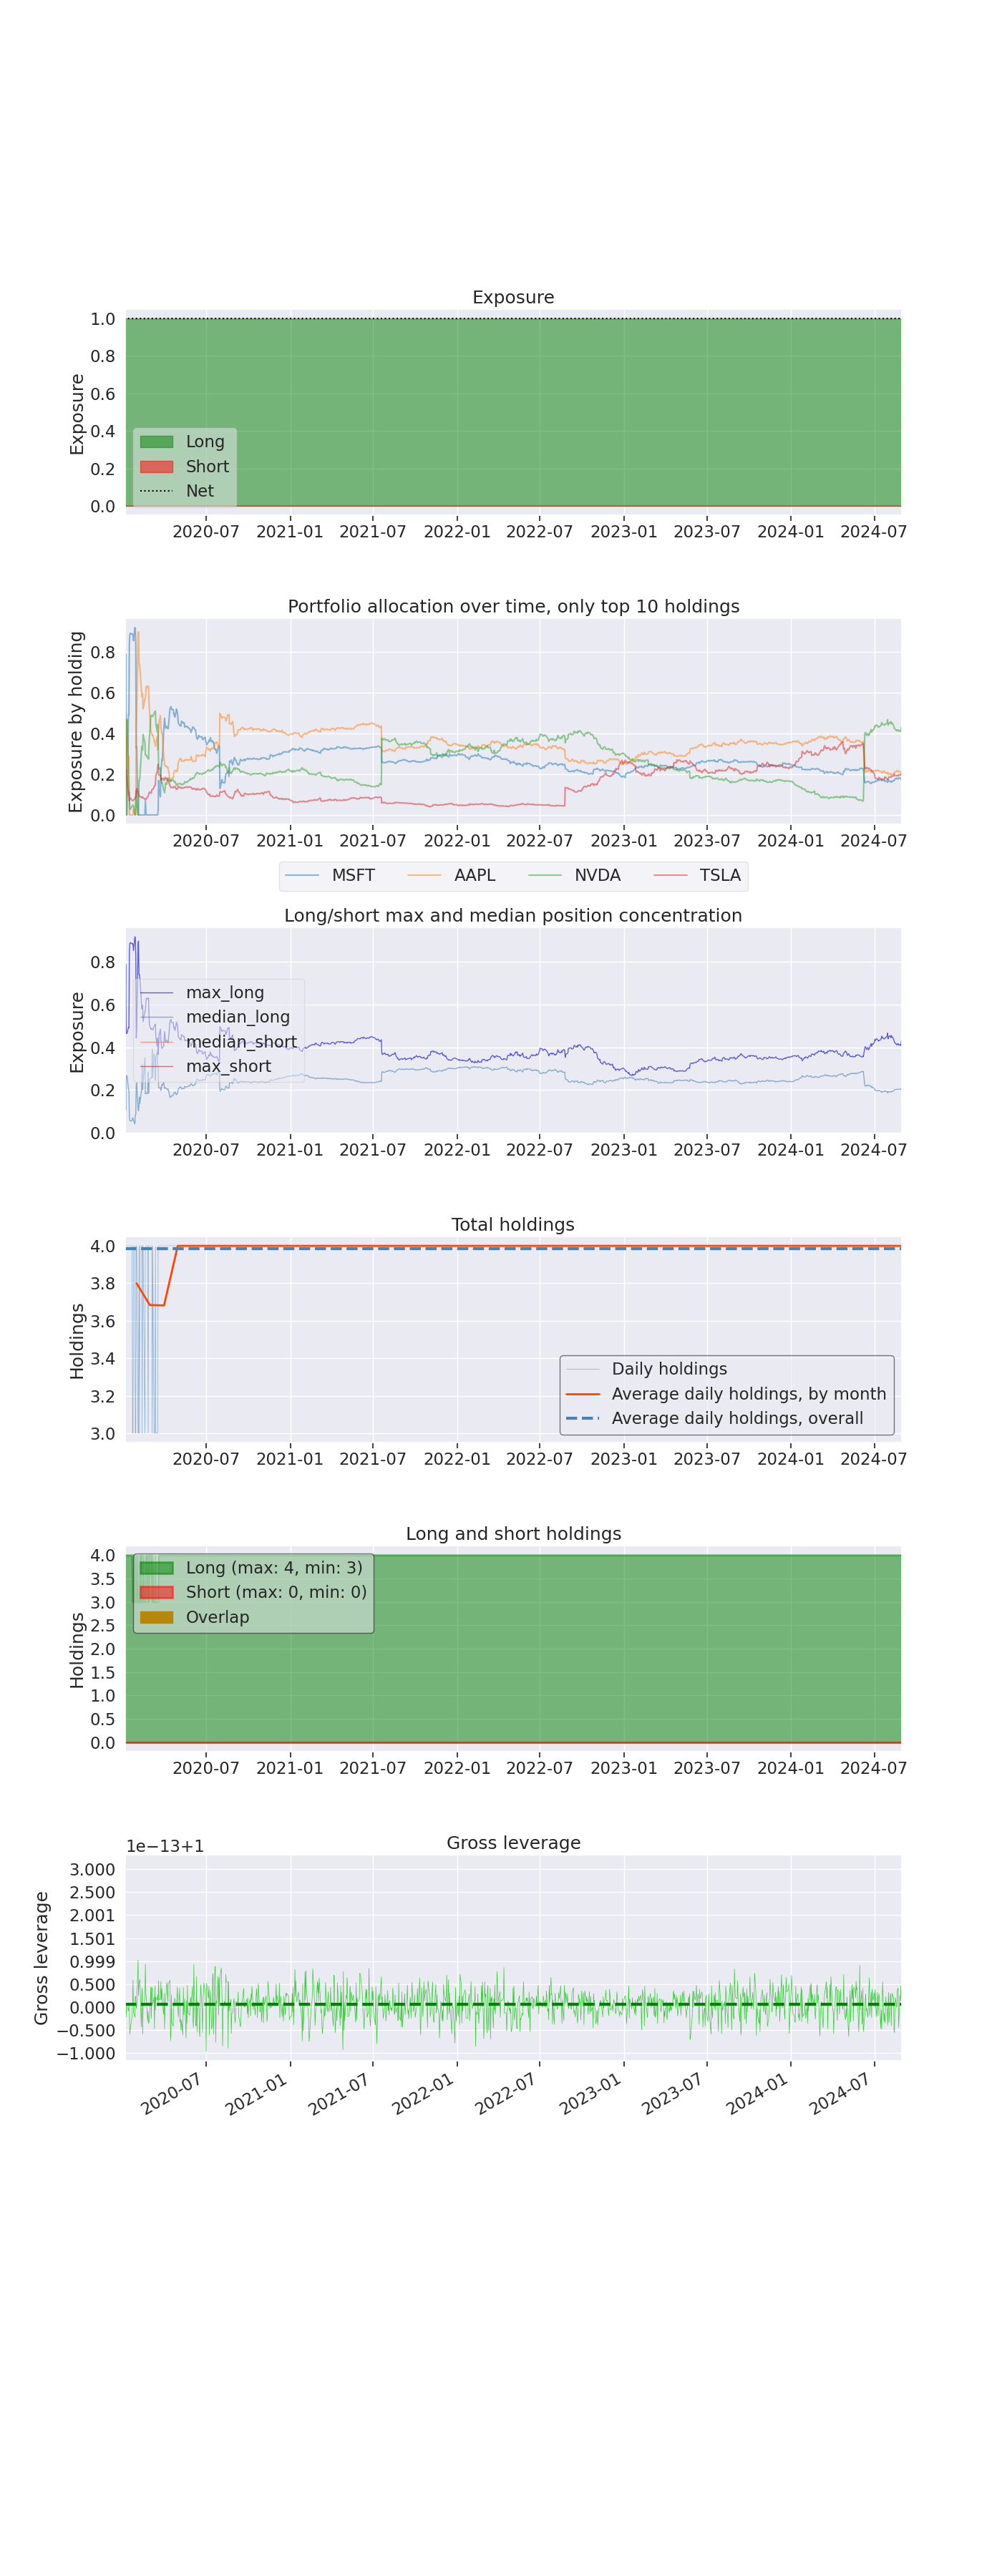 Exposure
1.0
0.8
0.6
0.4
0.2
0.0
Exposure
Long
Short
Net
2020-07 2021-01 2021-07 2022-01 2022-07 2023-01 2023-07 2024-01 2024-07
Portfolio allocation over time, only top 10 holdings
0.8
0.6
0.4
0.2
0.0
Exposure by holding
2020-07 2021-01 2021-07 2022-01 2022-07 2023-01 2023-07 2024-01 2024-07
MSFT AAPL NVDA TSLA
Long/short max and median position concentration
0.8
0.6
0.4
0.2
0.0
Exposure
max_long
median_long
median_short
max_short
2020-07 2021-01 2021-07 2022-01 2022-07 2023-01 2023-07 2024-01 2024-07
Total holdings
4.0
3.8
3.6
3.4
3.2
3.0
Holdings
Daily holdings
Average daily holdings, by month
Average daily holdings, overall
2020-07 2021-01 2021-07 2022-01 2022-07 2023-01 2023-07 2024-01 2024-07
Long and short holdings
4.0
3.5
3.0
2.5
2.0
1.5
1.0
0.5
0.0
Holdings
Long (max: 4, min: 3)
Short (max: 0, min: 0)
Overlap
2020-07 2021-01 2021-07 2022-01 2022-07 2023-01 2023-07 2024-01 2024-07
Gross leverage
1e−13+1
3.000
2.500
2.001
1.501
0.999
0.500
0.000
−0.500
−1.000
Gross leverage
2020-07 2021-01 2021-07 2022-01 2022-07 2023-01 2023-07 2024-01 2024-07